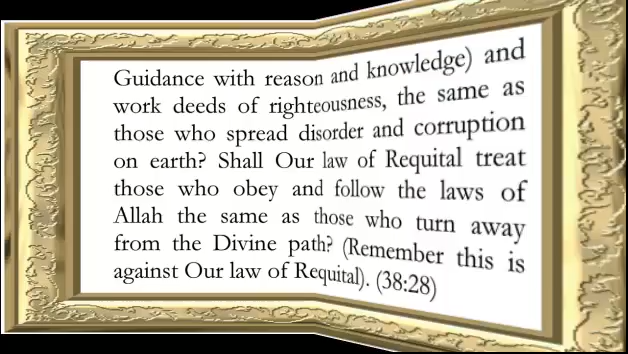 Guidance with reason and knowledge) and
work deeds of righteousness, the same as
those who spread disorder and corruption
on earth? Shall Our law of Requital treat
those who obey and follow the laws of
Allah the same as those who turn away
from the Divine path? (Remember this is
against Our law of Requital). (38:28)